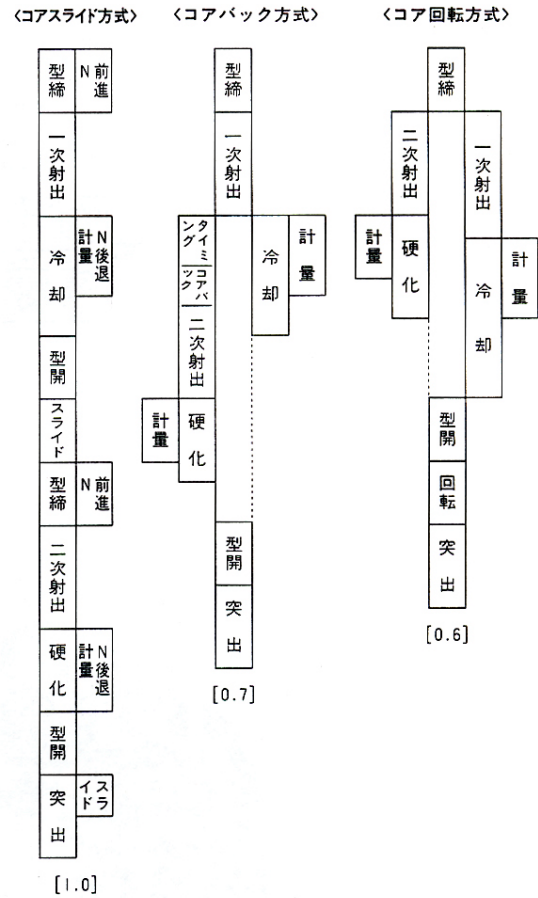 〈コアスライド方式〉
型締
N前進
一次射出
冷却
N後退
計量
型開
スライド
型締
N前進
二次射出
硬化
N後退
計量
型開
突出
スラ
イド
[1.0]
〈コアバック方式〉
型締
一次射出
タイミ
ング
コアバ
ック
冷却
計量
二次射出
硬化
計量
型開
突出
[0.7]
〈コア回転方式〉
型締
二次射出
一次射出
計量
硬化
冷却
計量
型開
回転
突出
[0.6]